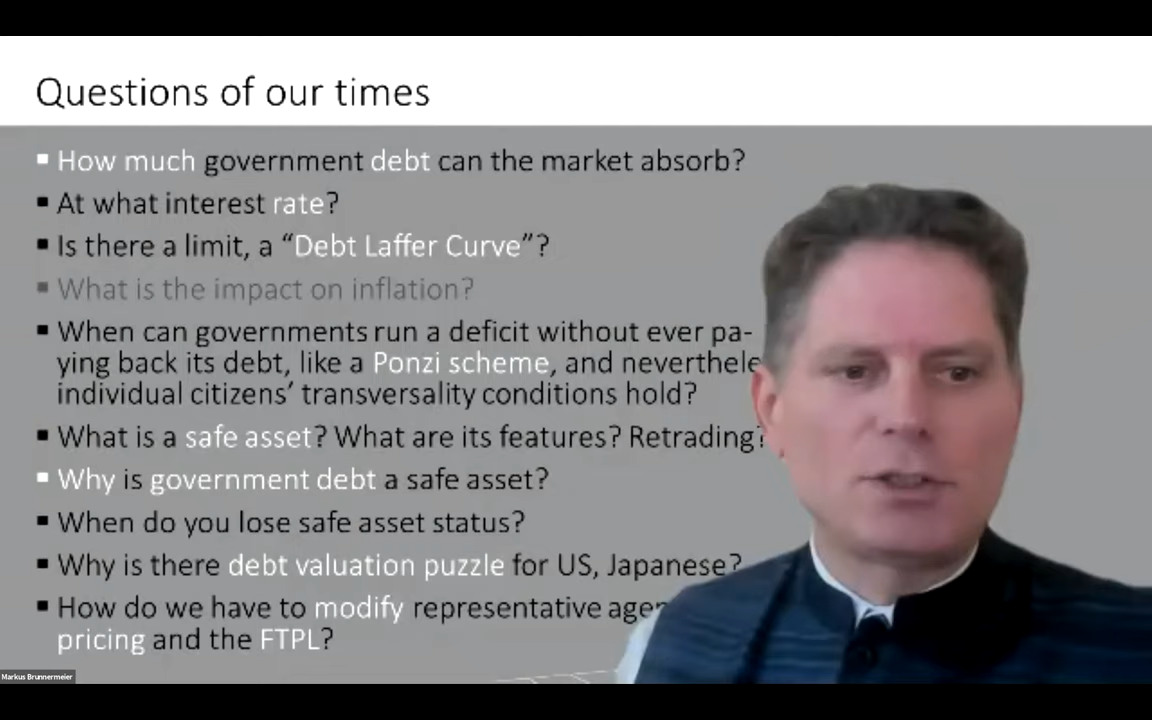 Questions of our times
▪ How much government debt can the market absorb?
▪ At what interest rate?
▪ Is there a limit, a “Debt Laffer Curve”?
▪ What is the impact on inflation?
▪ When can governments run a deficit without ever pa-
ying back its debt, like a Ponzi scheme, and neverthele
individual citizens’ transversality conditions hold?
▪ What is a safe asset? What are its features? Retrading?
▪ Why is government debt a safe asset?
▪ When do you lose safe asset status?
▪ Why is there debt valuation puzzle for US, Japanese?
▪ How do we have to modify representative agen
pricing and the FTPL?
Markus Brunnermeier